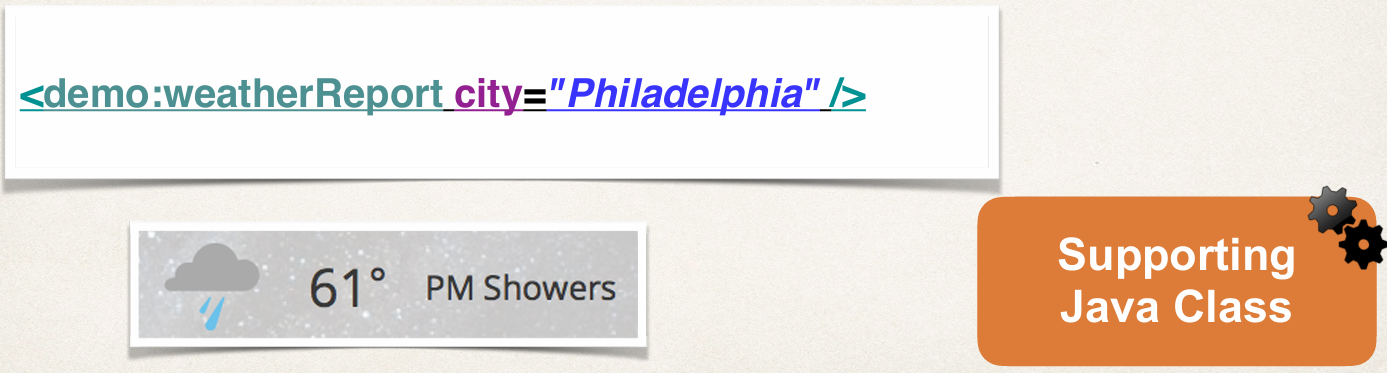 <demo:weatherReport city="Philadelphia" />
61° PM Showers
Supporting
Java Class